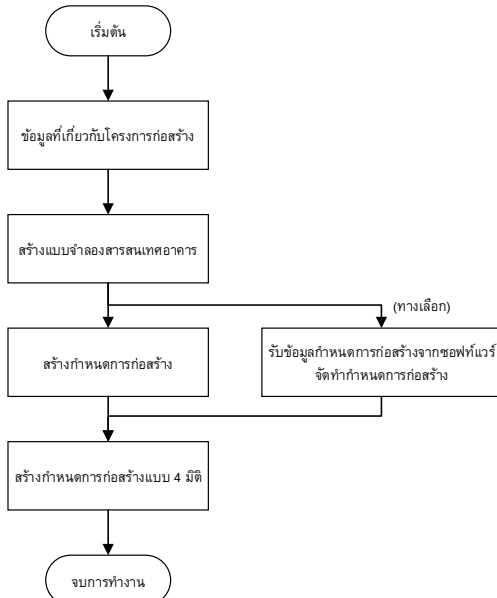 เริ่มต้น
ข้อมูลที่เกี่ยวกับโครงการก่อสร้าง
สร้างแบบจำลองสารสนเทศอาคาร
(ทางเลือก)
สร้างกำหนดการก่อสร้าง
รับข้อมูลกำหนดการก่อสร้างจากซอฟท์แวร์
จัดทำกำหนดการก่อสร้าง
สร้างกำหนดการก่อสร้างแบบ 4 มิติ
จบการทำงาน